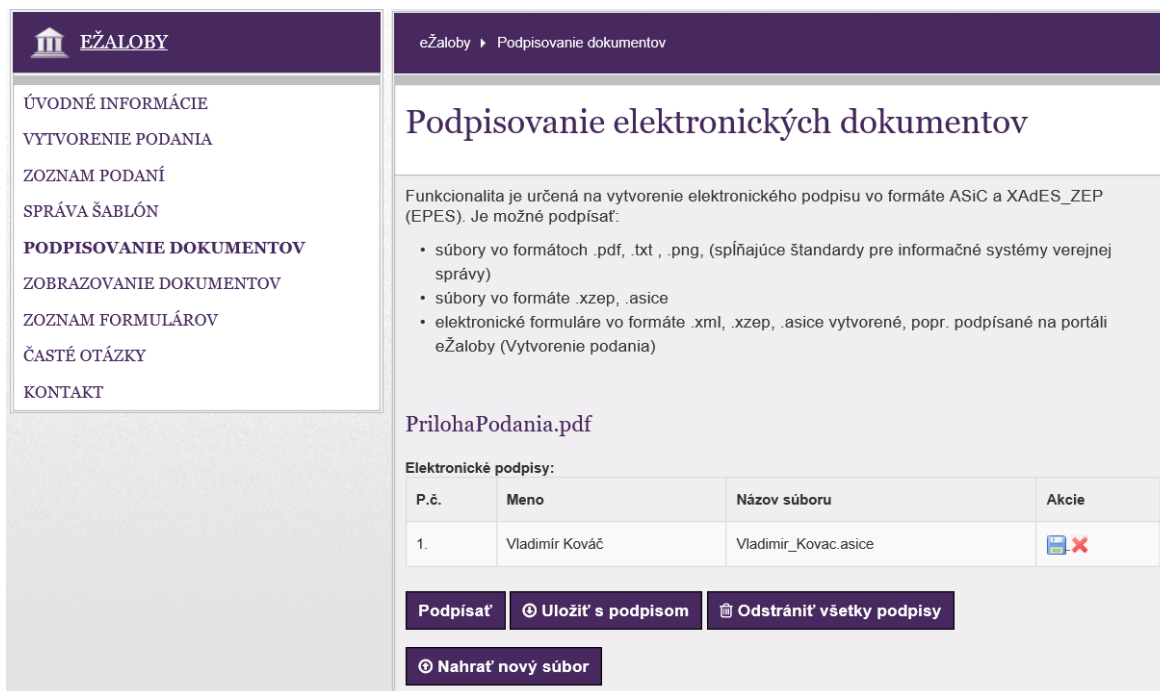 EŽALOBY
ÚVODNÉ INFORMÁCIE
VYTVORENIE PODANIA
ZOZNAM PODANÍ
SPRÁVA ŠABLÓN
PODPISOVANIE DOKUMENTOV
ZOBRAZOVANIE DOKUMENTOV
ZOZNAM FORMULÁROV
ČASTÉ OTÁZKY
KONTAKT
eŽaloby Podpisovanie dokumentov
Podpisovanie elektronických dokumentov
Funkcionalita je určená na vytvorenie elektronického podpisu vo formáte ASiC a XAdES_ZEP
(EPES). Je možné podpísať:
• súbory vo formátoch .pdf, .txt , .png, (spĺňajúce štandardy pre informačné systémy verejnej
správy)
• súbory vo formáte .xzep, .asice
• elektronické formuláre vo formáte .xml, .xzep, .asice vytvorené, popr. podpísané na portáli
eŽaloby (Vytvorenie podania)
PrilohaPodania.pdf
Elektronické podpisy:
P.č. Meno Názov súboru Akcie
1. Vladimír Kováč Vladimir_Kovac.asice
Podpísať Uložiť s podpisom Odstrániť všetky podpisy
Nahrať nový súbor